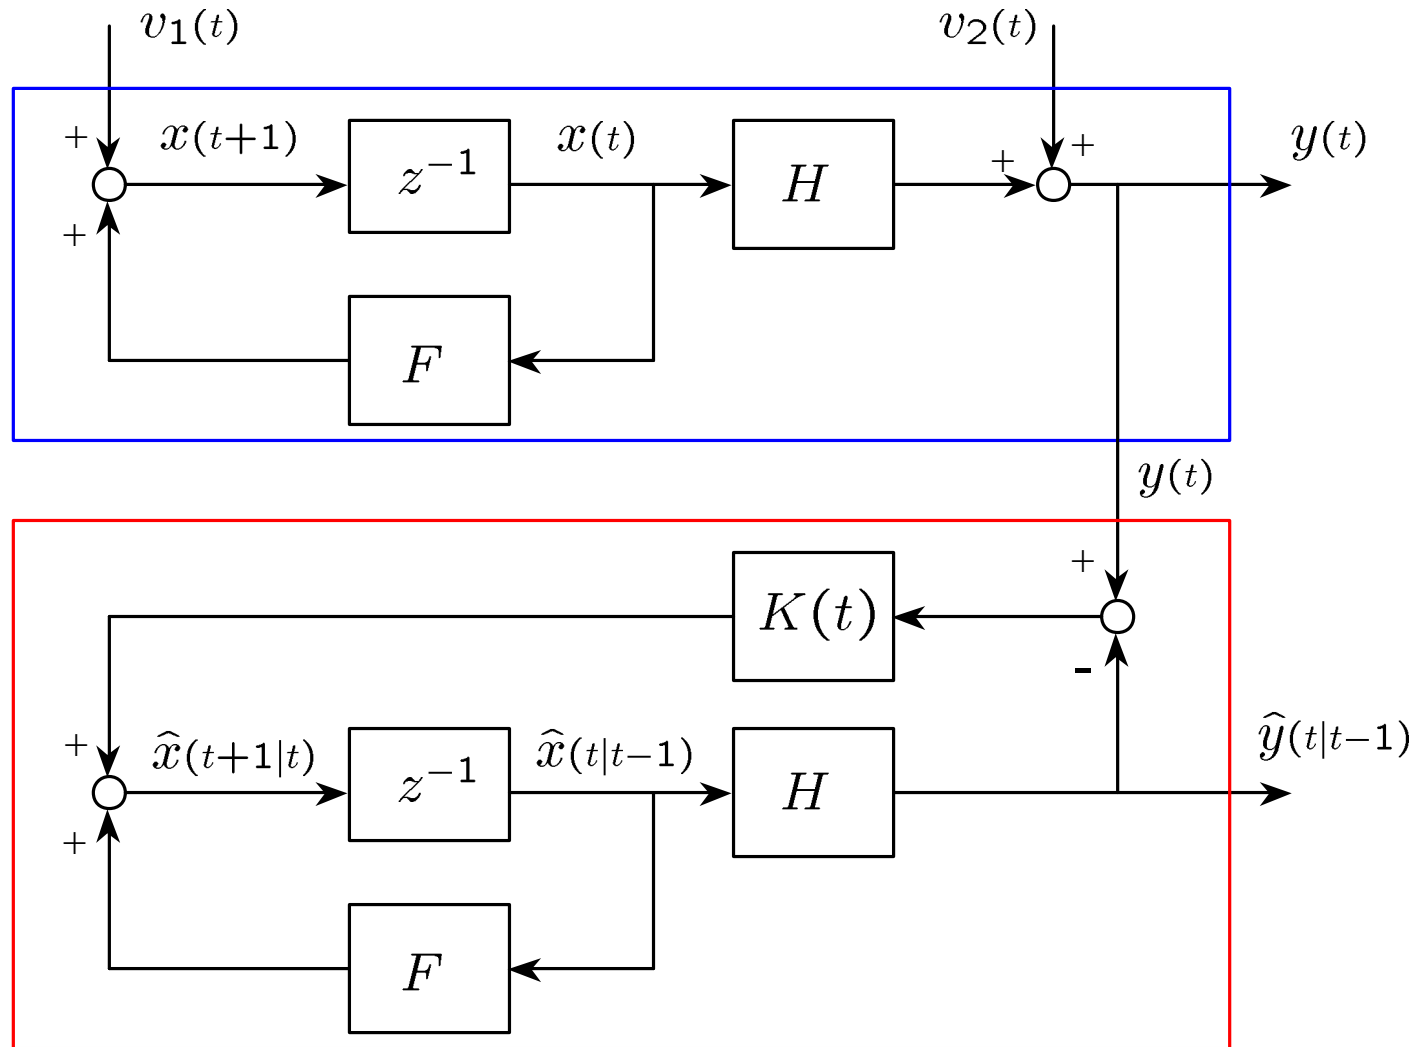 v₁(t) v₂(t)
+ x(t+1) z⁻¹ x(t) H + + y(t)
+
F
y(t)
+
K(t)
-
+ x̂(t+1|t) z⁻¹ x̂(t|t−1) H ŷ(t|t−1)
+
F